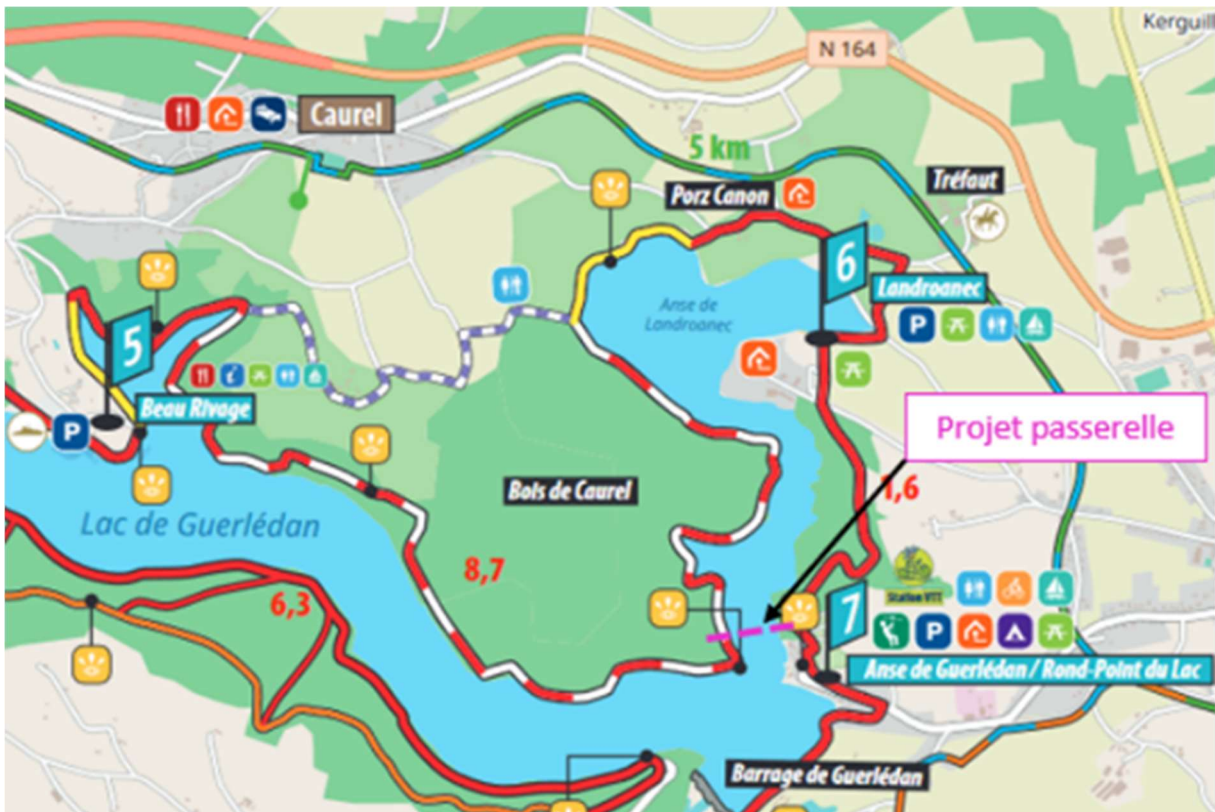 Kerguill
N 164
Caurel
5 km
Tréfaut
Porz Canon
6
Landroanec
Anse de
Landroanec
P
5
Beau Rivage
P
Projet passerelle
Bois de Caurel
1,6
Lac de Guerlédan
8,7
6,3
Station VTT
7
P
Anse de Guerlédan / Rond-Point du Lac
Barrage de Guerlédan